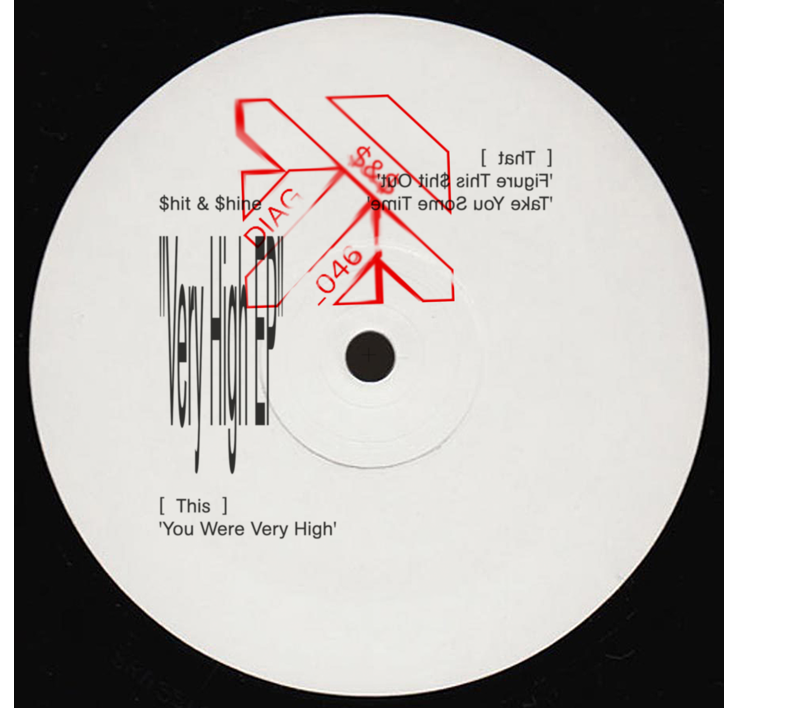 $hit & $hine
"Very High EP"
[ This ]
'You Were Very High'
[ That ]
'Figure This $hit Out'
'Take You Some Time'
$&$
DIAG
_046